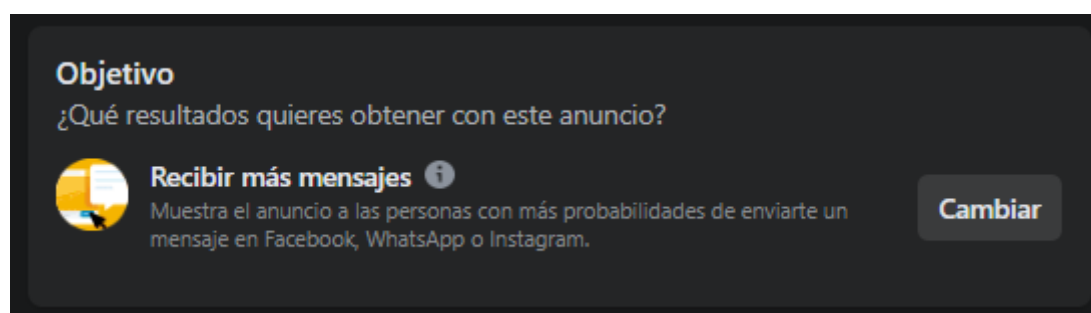 Objetivo
¿Qué resultados quieres obtener con este anuncio?
Recibir más mensajes
Muestra el anuncio a las personas con más probabilidades de enviarte un
mensaje en Facebook, WhatsApp o Instagram.
Cambiar